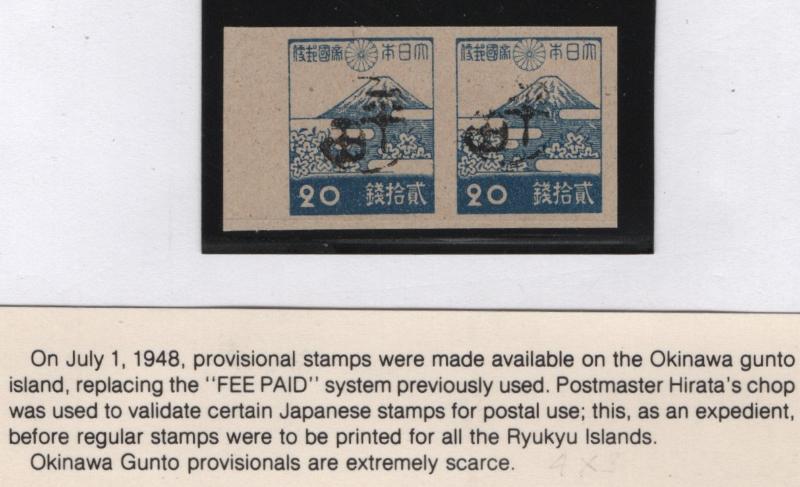 大日本帝國郵便
20 貳拾錢
大日本帝國郵便
20 貳拾錢
On July 1, 1948, provisional stamps were made available on the Okinawa gunto
island, replacing the "FEE PAID" system previously used. Postmaster Hirata's chop
was used to validate certain Japanese stamps for postal use; this, as an expedient,
before regular stamps were to be printed for all the Ryukyu Islands.
Okinawa Gunto provisionals are extremely scarce.